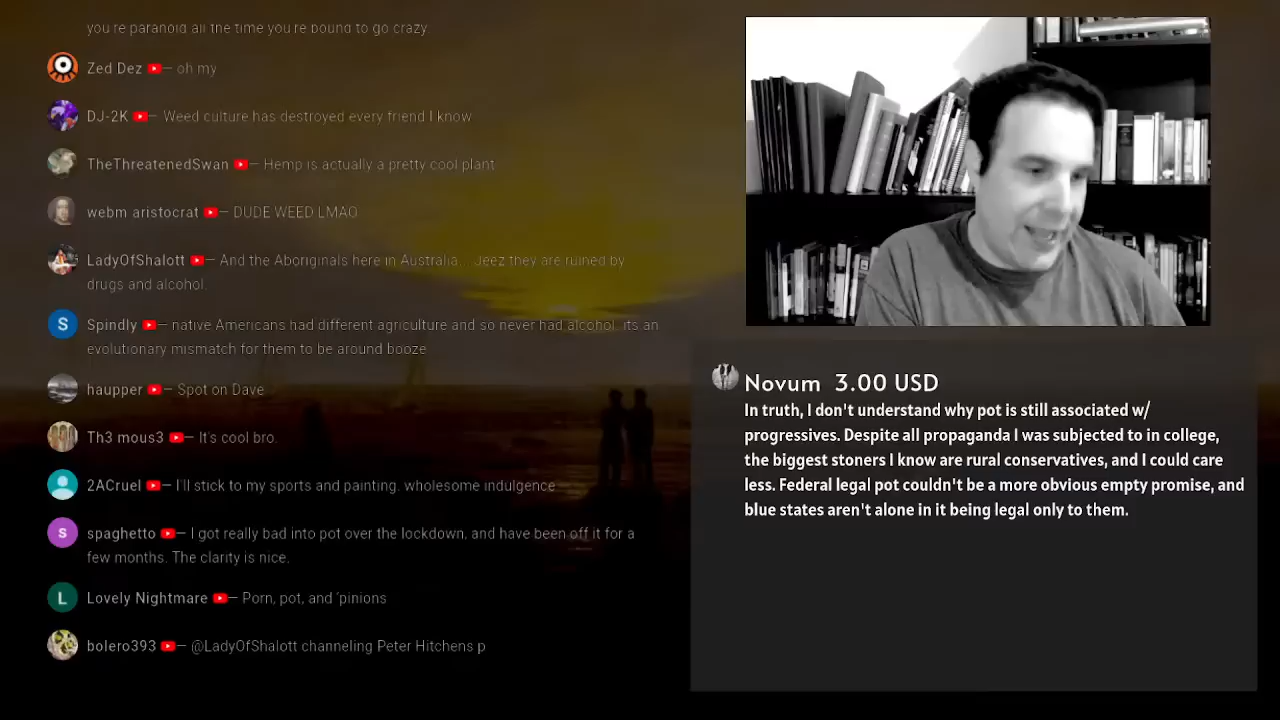 you're paranoid all the time you're bound to go crazy.
Zed Dez — oh my
DJ-2K — Weed culture has destroyed every friend I know
TheThreatenedSwan — Hemp is actually a pretty cool plant
webm aristocrat — DUDE WEED LMAO
LadyOfShalott — And the Aboriginals here in Australia. Jeez they are ruined by
drugs and alcohol.
S
Spindly — native Americans had different agriculture and so never had alcohol. its an
evolutionary mismatch for them to be around booze
haupper — Spot on Dave
Th3 mous3 — It's cool bro.
2ACruel — I'll stick to my sports and painting. wholesome indulgence
s
spaghetto — I got really bad into pot over the lockdown, and have been off it for a
few months. The clarity is nice.
L
Lovely Nightmare — Porn, pot, and 'pinions
bolero393 — @LadyOfShalott channeling Peter Hitchens p
Novum 3.00 USD
In truth, I don't understand why pot is still associated w/
progressives. Despite all propaganda I was subjected to in college,
the biggest stoners I know are rural conservatives, and I could care
less. Federal legal pot couldn't be a more obvious empty promise, and
blue states aren't alone in it being legal only to them.